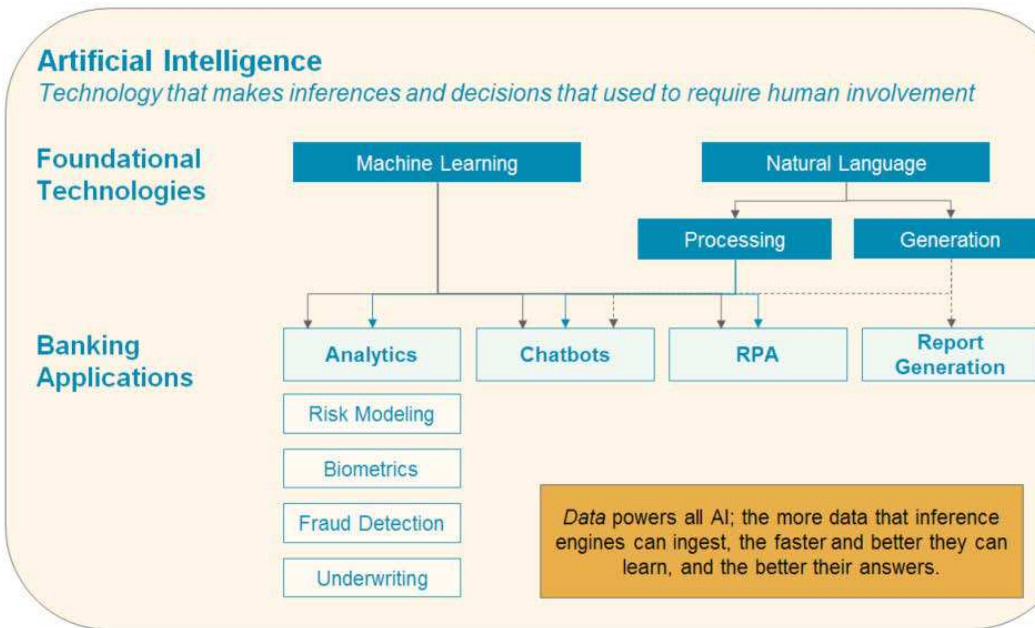 Artificial Intelligence
Technology that makes inferences and decisions that used to require human involvement
Foundational
Technologies
Machine Learning
Natural Language
Processing
Generation
Banking
Applications
Analytics
Chatbots
RPA
Report
Generation
Risk Modeling
Biometrics
Fraud Detection
Underwriting
Data powers all AI; the more data that inference
engines can ingest, the faster and better they can
learn, and the better their answers.